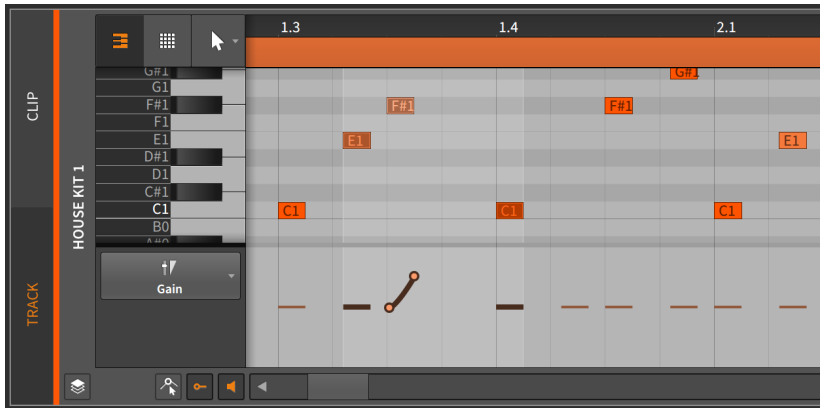 1.3 1.4 2.1
CLIP
TRACK
HOUSE KIT 1
G#1
G1
F#1
F1
E1
D#1
D1
C#1
C1
B0
A#0
G#1
F#1 F#1
E1 E1
C1 C1 C1
Gain